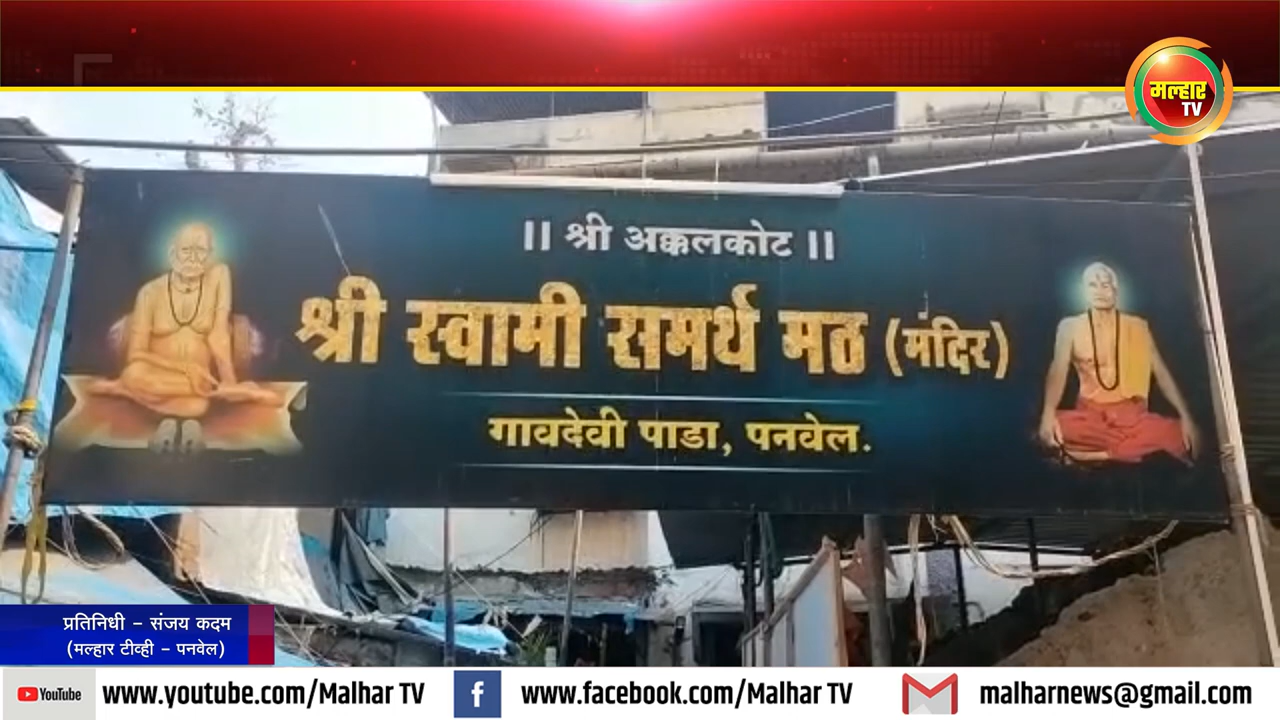 मल्हार
TV
|| श्री अक्कलकोट ||
श्री स्वामी समर्थ मठ (मंदिर)
गावदेवी पाडा, पनवेल.
प्रतिनिधी – संजय कदम
(मल्हार टीव्ही – पनवेल)
YouTube www.youtube.com/Malhar TV www.facebook.com/Malhar TV malharnews@gmail.com